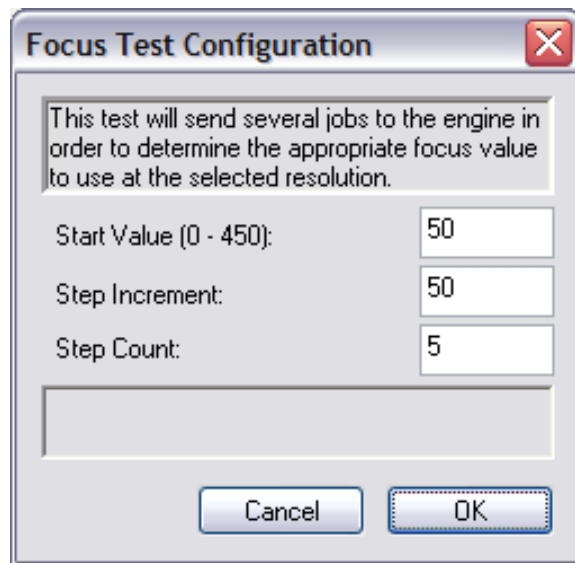 Focus Test Configuration
This test will send several jobs to the engine in
order to determine the appropriate focus value
to use at the selected resolution.
Start Value (0 - 450): 50
Step Increment: 50
Step Count: 5
Cancel OK